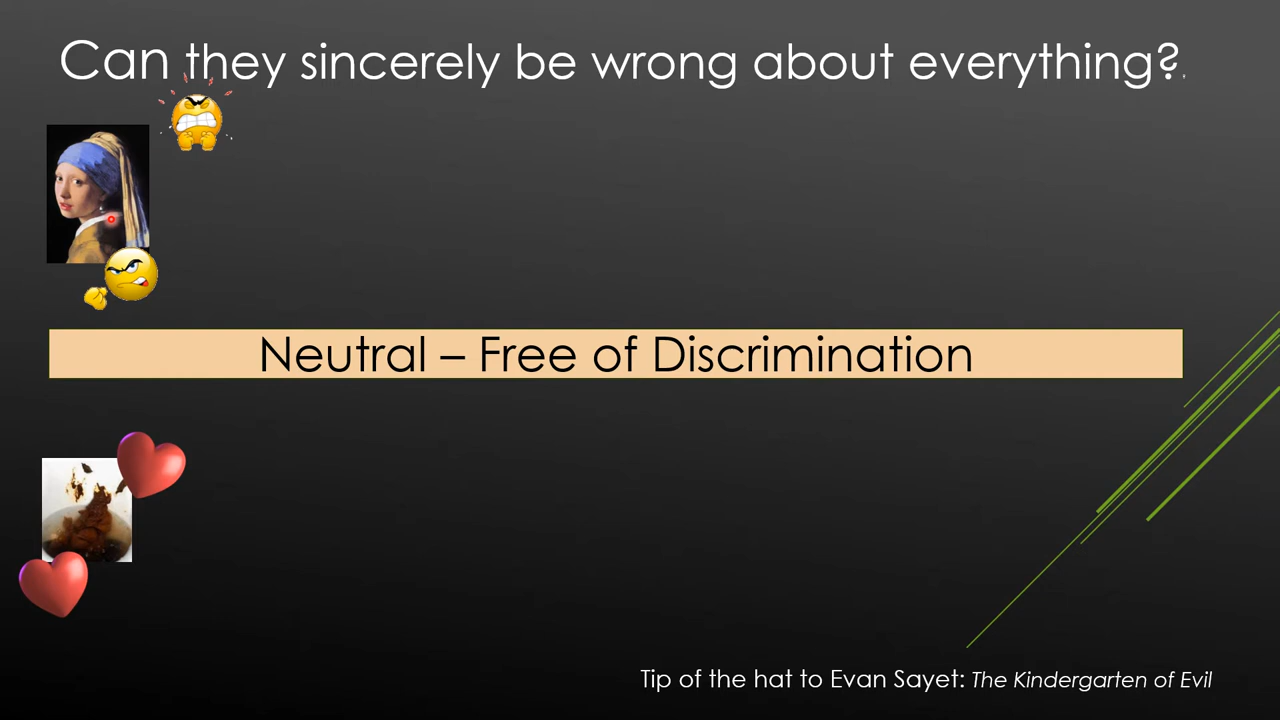 Can they sincerely be wrong about everything?
Neutral – Free of Discrimination
Tip of the hat to Evan Sayet: The Kindergarten of Evil